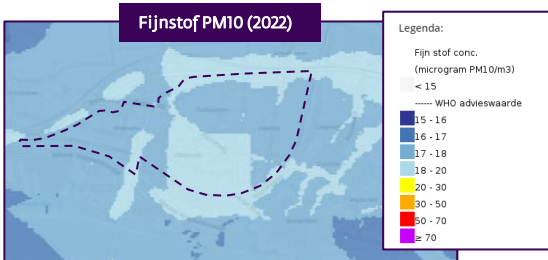 Fijnstof PM10 (2022)
Legenda:
Fijn stof conc.
(microgram PM10/m3)
< 15
------ WHO advieswaarde
15 - 16
16 - 17
17 - 18
18 - 20
20 - 30
30 - 50
50 - 70
≥ 70